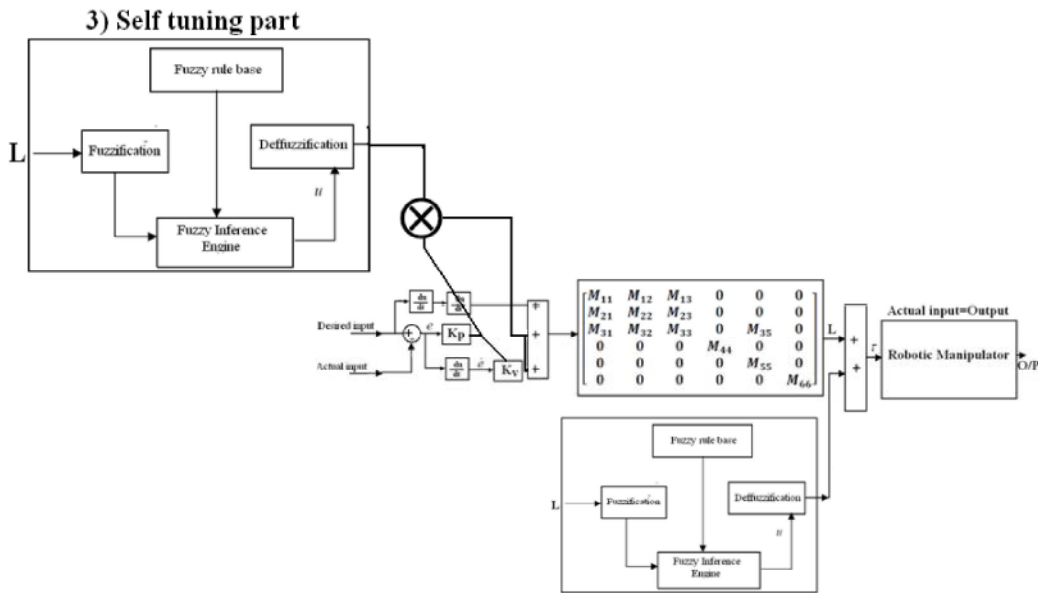 3) Self tuning part
Fuzzy rule base
L
Fuzzification
Deffuzzification
u
Fuzzy Inference
Engine
du
dt
du
dt
Desired input
+
-
e
Kp
Actual input
du
dt
ė
Kv
+
+
+
M11 M12 M13 0 0 0
M21 M22 M23 0 0 0
M31 M32 M33 0 M35 0
0 0 0 M44 0 0
0 0 0 0 M55 0
0 0 0 0 0 M66
L
+
+
τ
Actual input=Output
Robotic Manipulator
O/P
Fuzzy rule base
L
Fuzzification
Deffuzzification
u
Fuzzy Inference
Engine